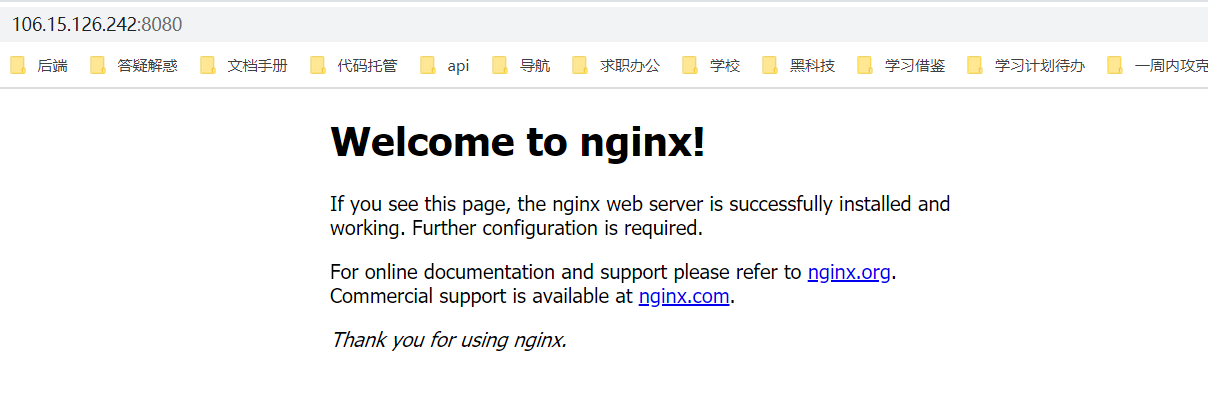 106.15.126.242:8080
后端 答疑解惑 文档手册 代码托管 api 导航 求职办公 学校 黑科技 学习借鉴 学习计划待办 一周内攻克
Welcome to nginx!
If you see this page, the nginx web server is successfully installed and
working. Further configuration is required.
For online documentation and support please refer to nginx.org.
Commercial support is available at nginx.com.
Thank you for using nginx.